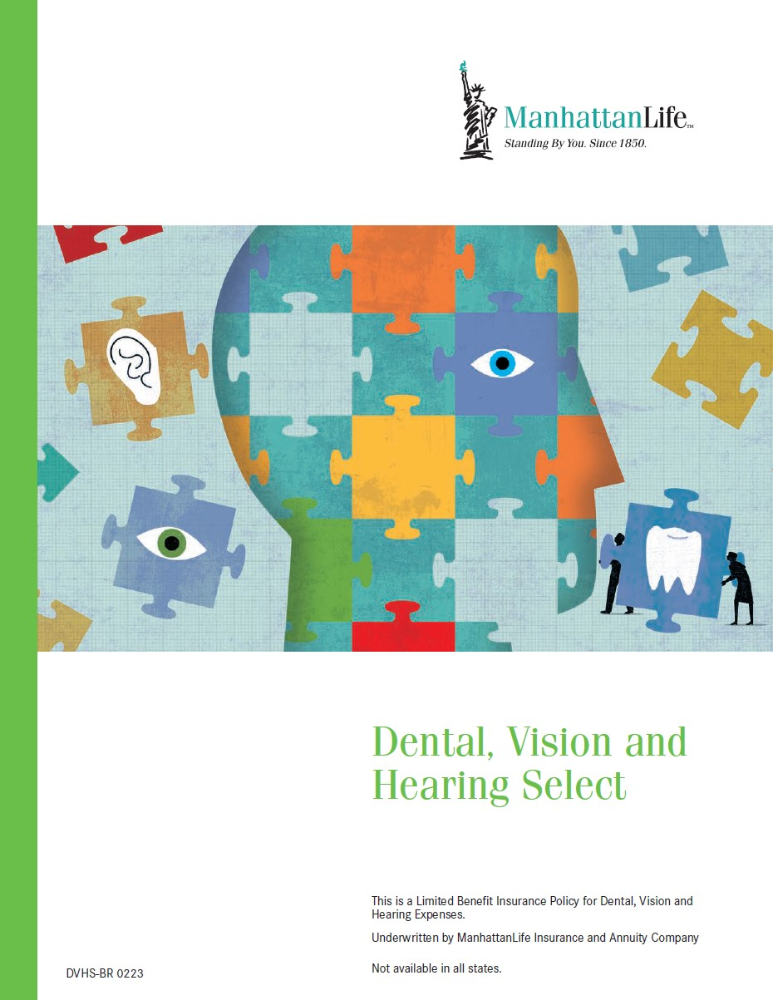 ManhattanLife™
Standing By You. Since 1850.
Dental, Vision and
Hearing Select
This is a Limited Benefit Insurance Policy for Dental, Vision and
Hearing Expenses.
Underwritten by ManhattanLife Insurance and Annuity Company
Not available in all states.
DVHS-BR 0223